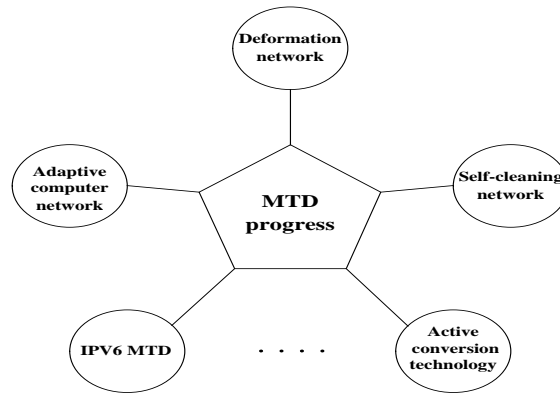 Deformation
network
Adaptive
computer
network
MTD
progress
Self-cleaning
network
IPV6 MTD
. . . .
Active
conversion
technology